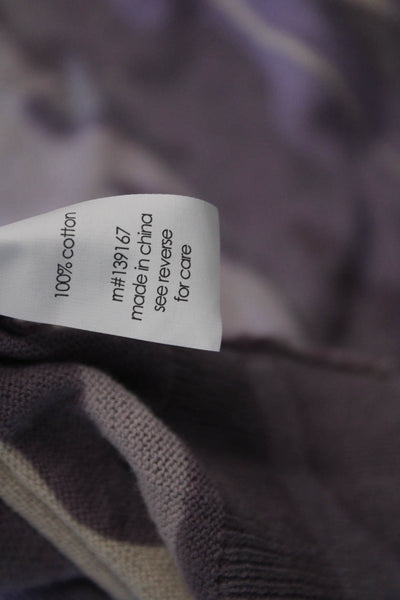 100% cotton
m#139167
made in china
see reverse
for care